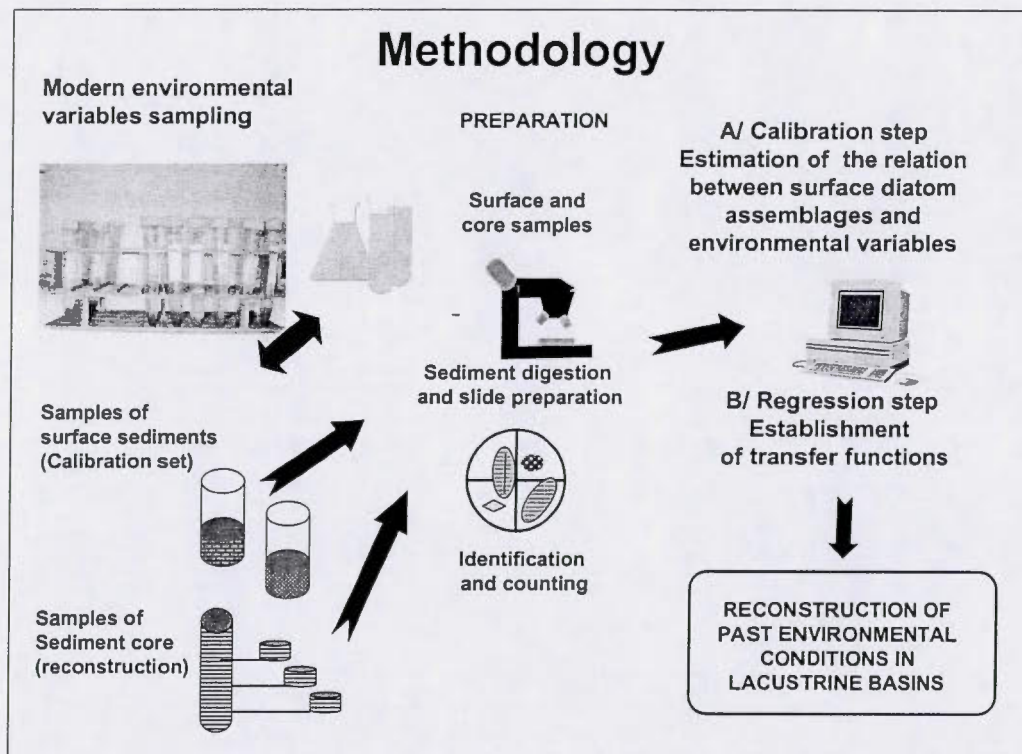 Methodology
Modern environmental
variables sampling
Samples of
surface sediments
(Calibration set)
Samples of
Sediment core
(reconstruction)
PREPARATION
Surface and
core samples
Sediment digestion
and slide preparation
Identification
and counting
A/ Calibration step
Estimation of the relation
between surface diatom
assemblages and
environmental variables
B/ Regression step
Establishment
of transfer functions
RECONSTRUCTION OF
PAST ENVIRONMENTAL
CONDITIONS IN
LACUSTRINE BASINS